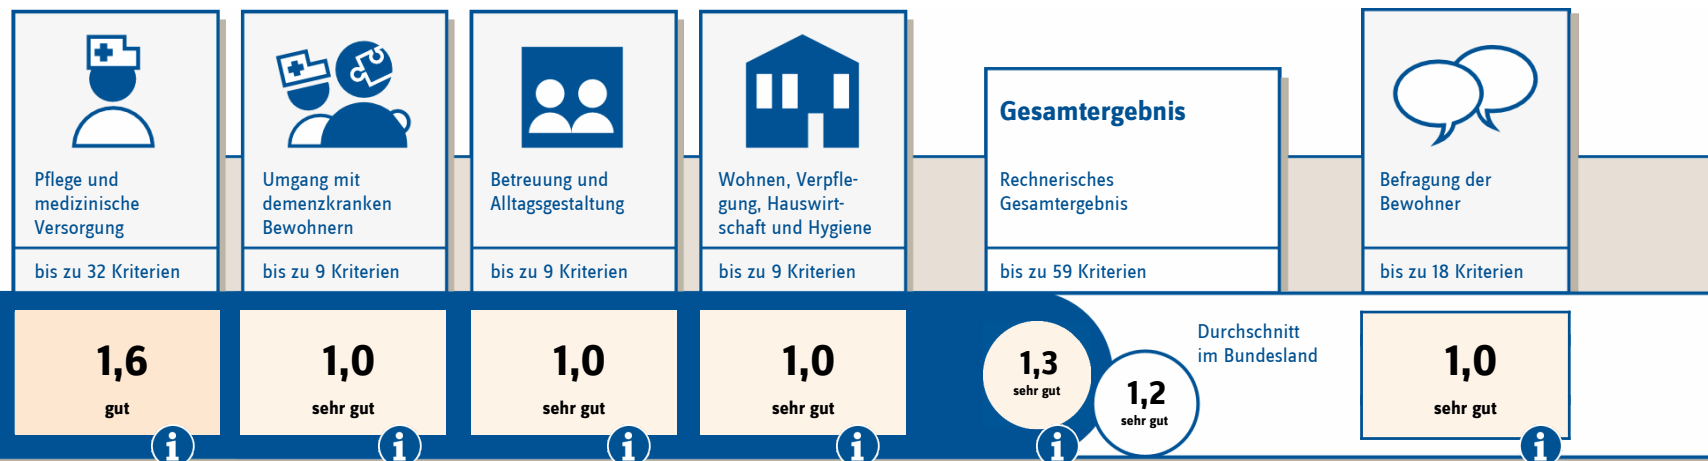 Pflege und
medizinische
Versorgung
bis zu 32 Kriterien
1,6
gut
i
Umgang mit
demenzkranken
Bewohnern
bis zu 9 Kriterien
1,0
sehr gut
i
Betreuung und
Alltagsgestaltung
bis zu 9 Kriterien
1,0
sehr gut
i
Wohnen, Verpfle-
gung, Hauswirt-
schaft und Hygiene
bis zu 9 Kriterien
1,0
sehr gut
i
Gesamtergebnis
Rechnerisches
Gesamtergebnis
bis zu 59 Kriterien
1,3
sehr gut
i
1,2
sehr gut
Durchschnitt
im Bundesland
Befragung der
Bewohner
bis zu 18 Kriterien
1,0
sehr gut
i